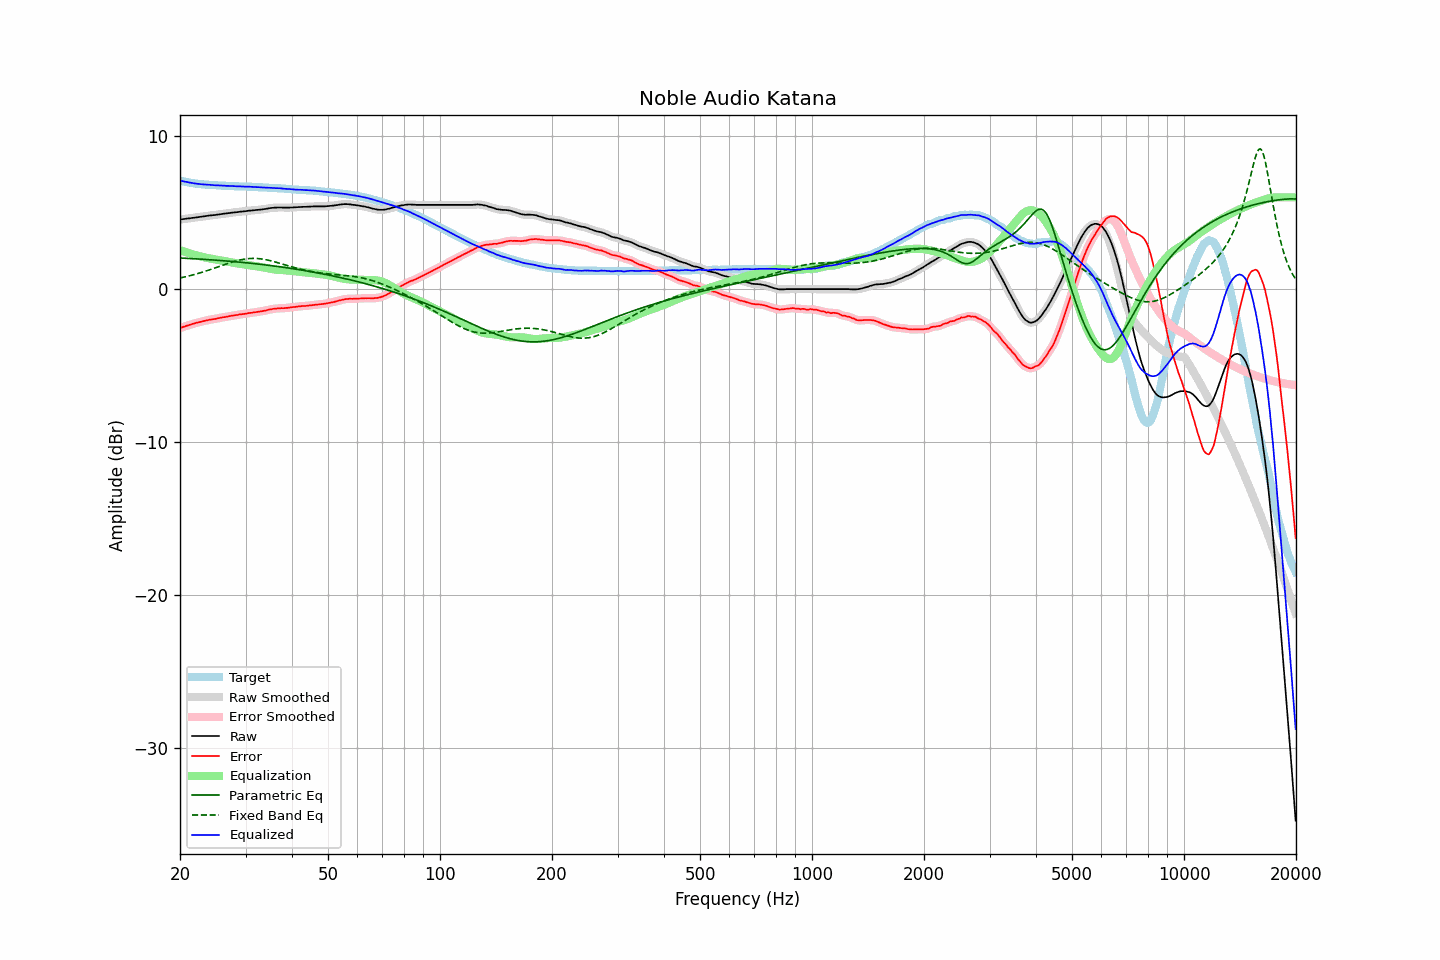 Noble Audio Katana
10
0
−10
−20
−30
Amplitude (dBr)
Target
Raw Smoothed
Error Smoothed
Raw
Error
Equalization
Parametric Eq
Fixed Band Eq
Equalized
20 50 100 200 500 1000 2000 5000 10000 20000
Frequency (Hz)